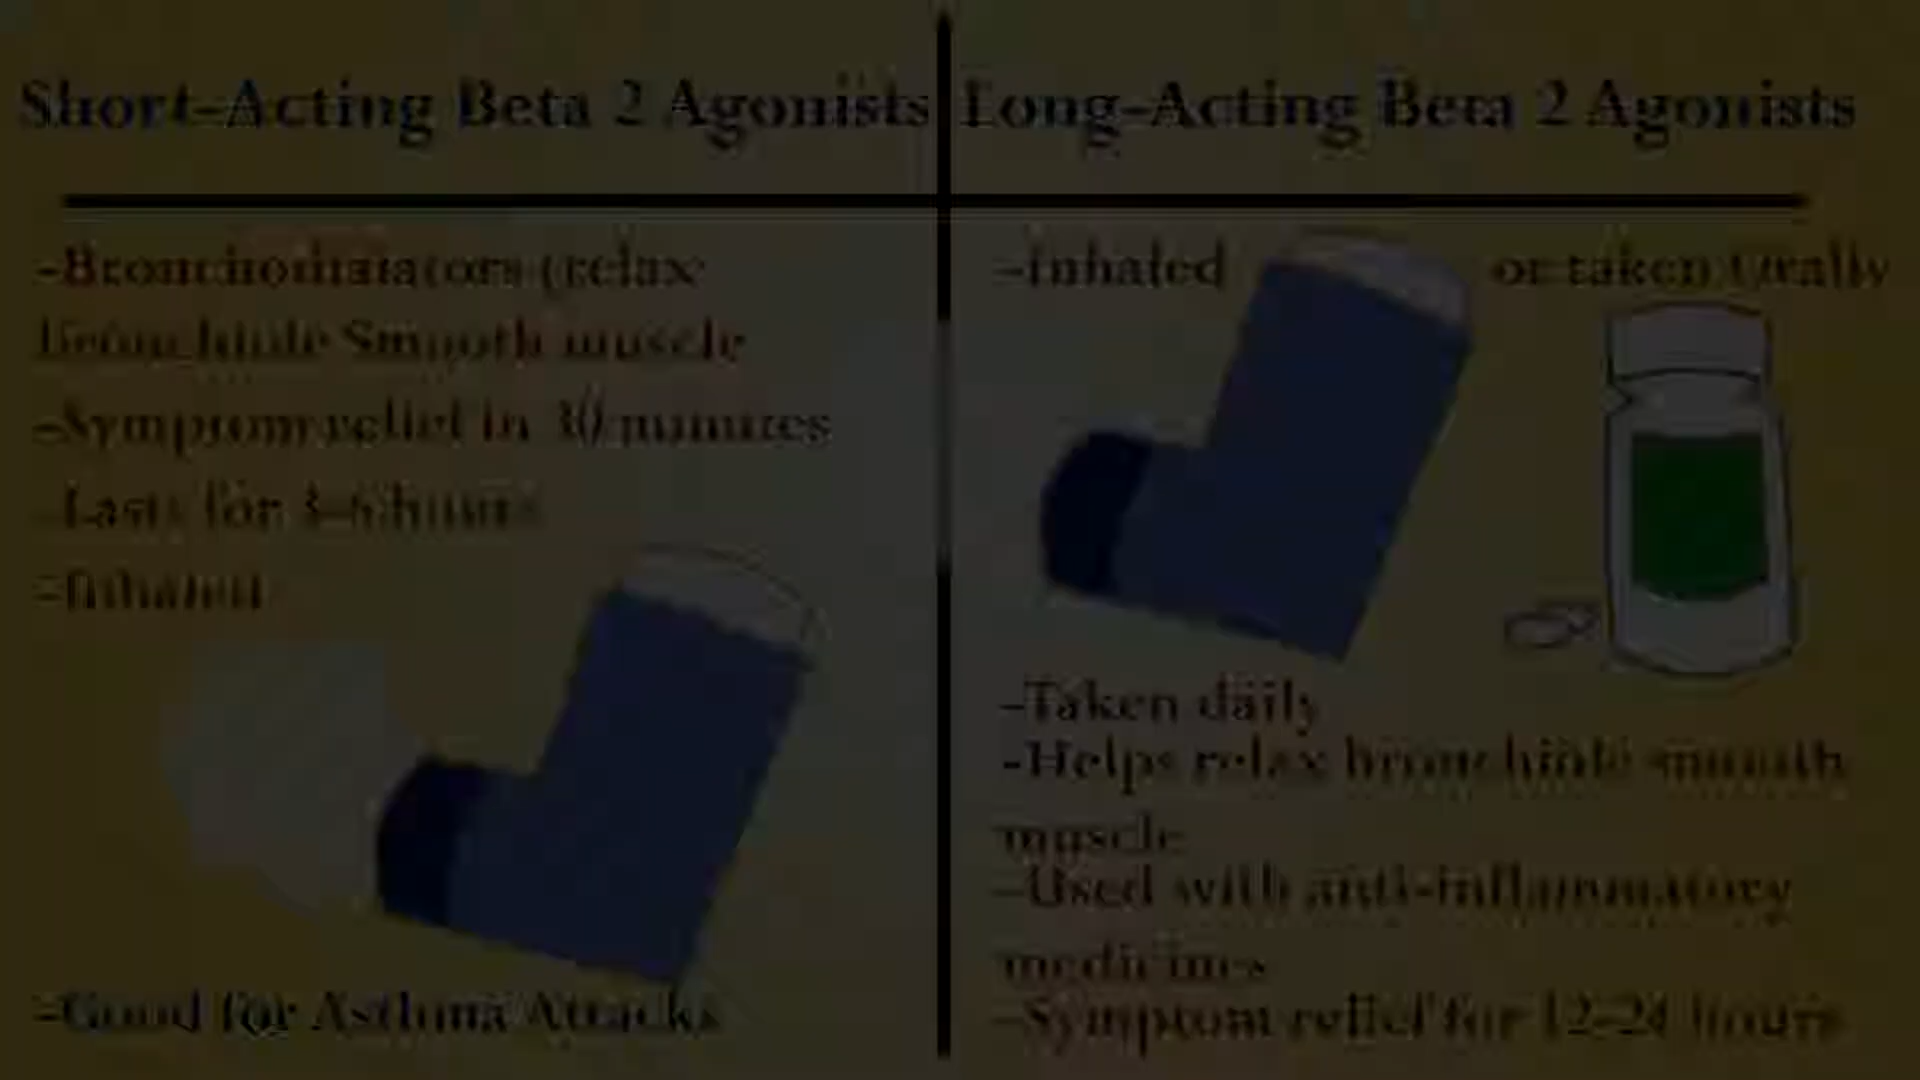 Short-Acting Beta 2 Agonists
-Bronchodialators (relax
Bronchiole Smooth muscle
-Symptom relief in 30 minutes
-Lasts for 3-6 hours
-Inhaled
-Good for Asthma Attacks
Long-Acting Beta 2 Agonists
-Inhaled or taken Orally
-Taken daily
-Helps relax bronchiole smooth
muscle
-Used with anti-inflammatory
medicines
-Symptom relief for 12-24 hours